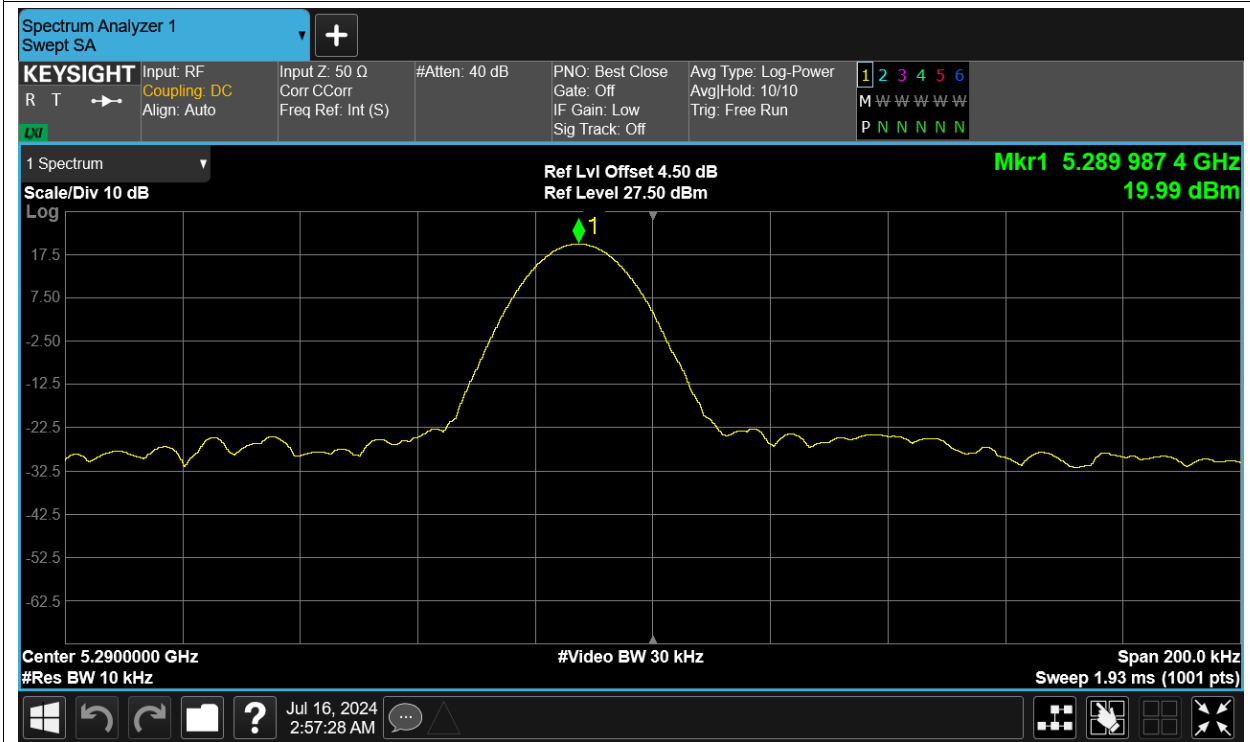 Spectrum Analyzer 1
Swept SA
+
KEYSIGHT
R T
LXI
Input: RF
Coupling: DC
Align: Auto
Input Z: 50 Ω
Corr CCorr
Freq Ref: Int (S)
#Atten: 40 dB
PNO: Best Close
Gate: Off
IF Gain: Low
Sig Track: Off
Avg Type: Log-Power
Avg|Hold: 10/10
Trig: Free Run
1 2 3 4 5 6
M W W W W W
P N N N N N
1 Spectrum
Scale/Div 10 dB
Log
Ref Lvl Offset 4.50 dB
Ref Level 27.50 dBm
Mkr1 5.289 987 4 GHz
19.99 dBm
1
17.5
7.50
-2.50
-12.5
-22.5
-32.5
-42.5
-52.5
-62.5
Center 5.2900000 GHz
#Res BW 10 kHz
#Video BW 30 kHz
Span 200.0 kHz
Sweep 1.93 ms (1001 pts)
?
Jul 16, 2024
2:57:28 AM